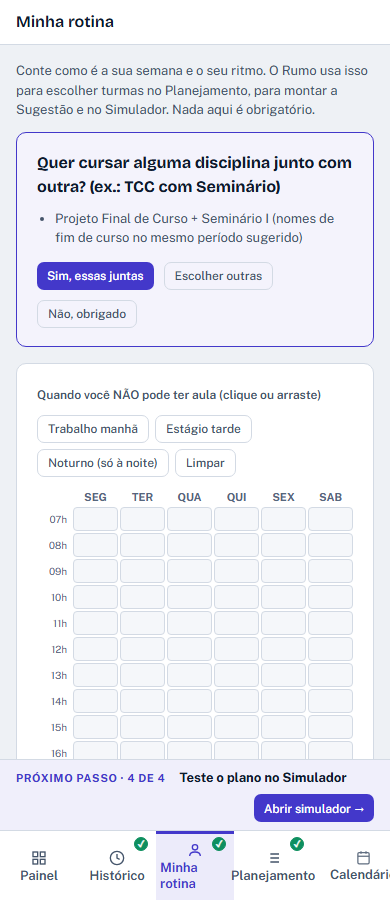 Minha rotina
Conte como é a sua semana e o seu ritmo. O Rumo usa isso
para escolher turmas no Planejamento, para montar a
Sugestão e no Simulador. Nada aqui é obrigatório.
Quer cursar alguma disciplina junto com
outra? (ex.: TCC com Seminário)
• Projeto Final de Curso + Seminário I (nomes de
fim de curso no mesmo período sugerido)
Sim, essas juntas
Escolher outras
Não, obrigado
Quando você NÃO pode ter aula (clique ou arraste)
Trabalho manhã
Estágio tarde
Noturno (só à noite)
Limpar
SEG TER QUA QUI SEX SAB
07h
08h
09h
10h
11h
12h
13h
14h
15h
16h
PRÓXIMO PASSO · 4 DE 4 Teste o plano no Simulador
Abrir simulador →
Painel
Histórico
Minha
rotina
Planejamento
Calendári